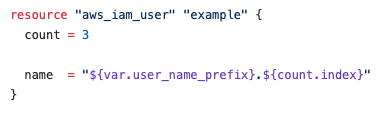 resource "aws_iam_user" "example" {
  count = 3

  name  = "${var.user_name_prefix}.${count.index}"
}